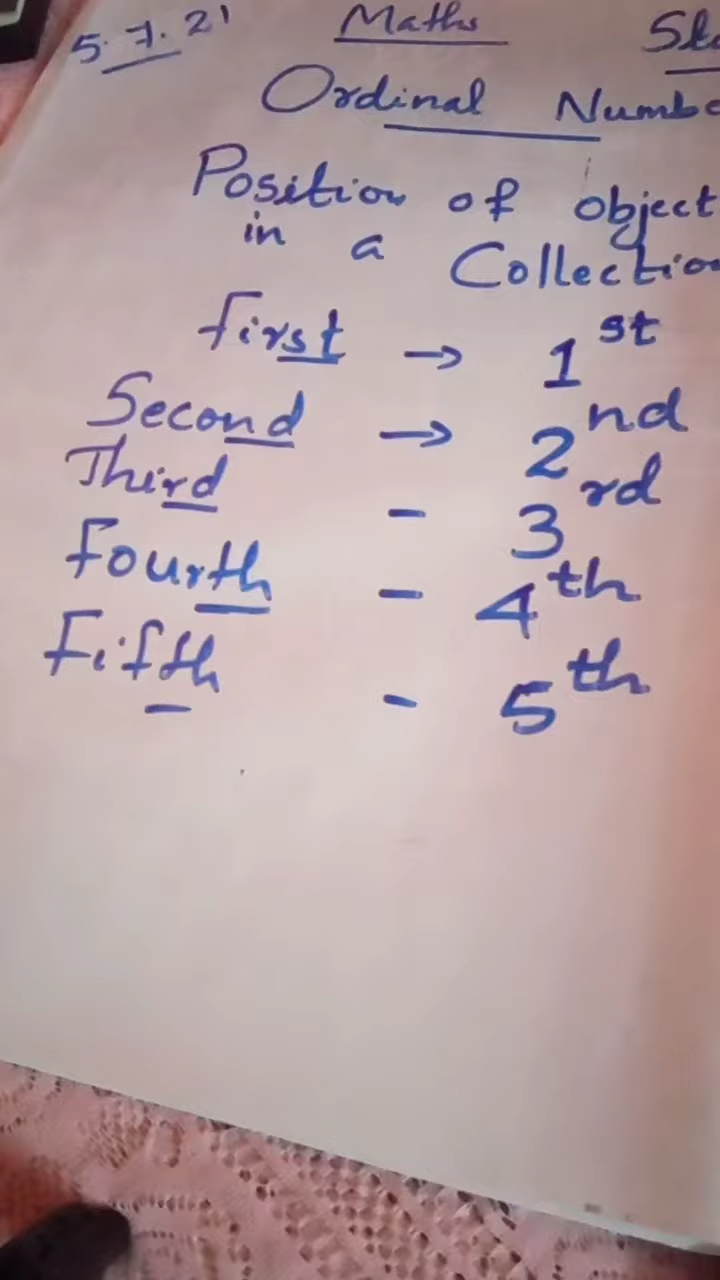 5.7.21 Maths
Ordinal
Position of object
in a
First → 1st
Second → 2nd
Third - 3rd
Fourth - 4th
Fifth - 5th